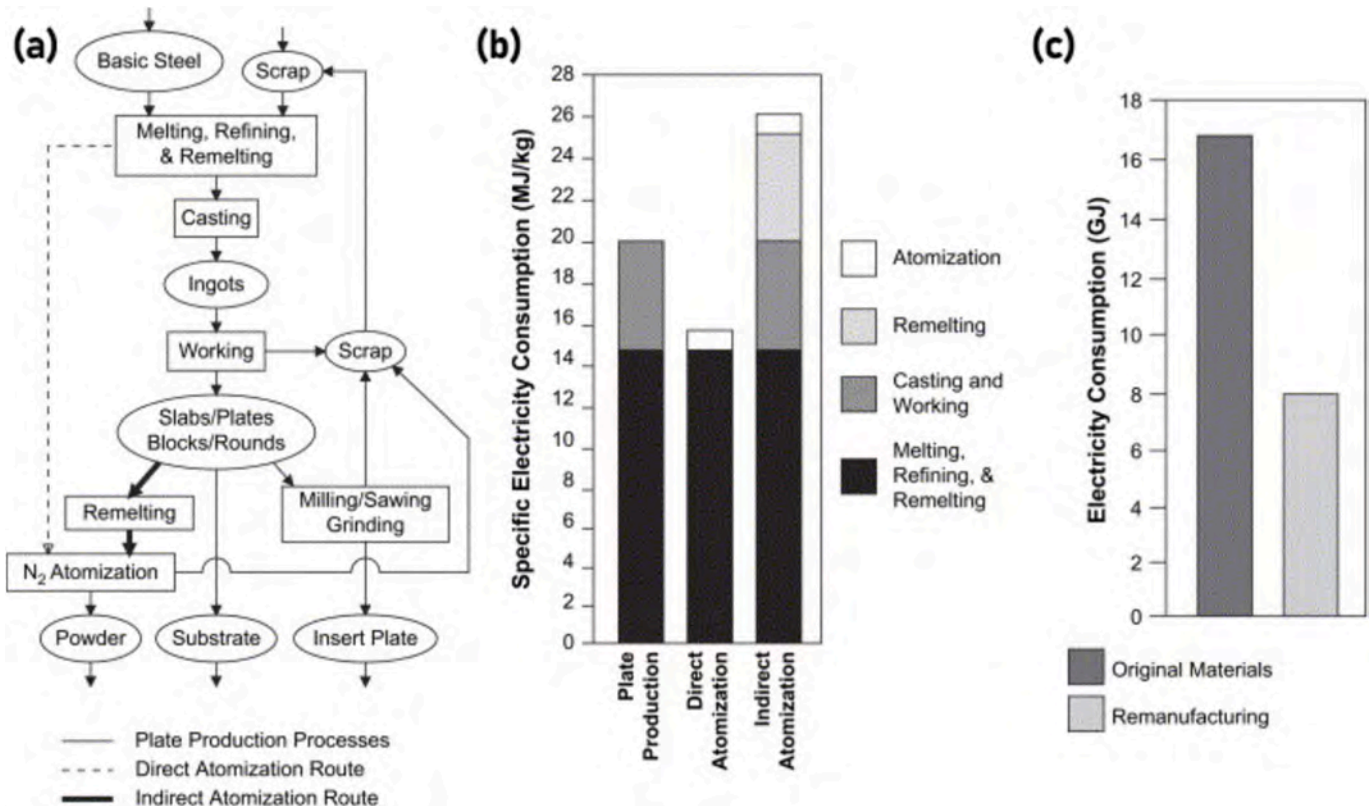 (a)
Basic Steel
Scrap
Melting, Refining,
& Remelting
Casting
Ingots
Working
Scrap
Slabs/Plates
Blocks/Rounds
Remelting
Milling/Sawing
Grinding
N₂ Atomization
Powder
Substrate
Insert Plate
Plate Production Processes
Direct Atomization Route
Indirect Atomization Route
(b)
Specific Electricity Consumption (MJ/kg)
28
26
24
22
20
18
16
14
12
10
8
6
4
2
0
Plate
Production
Direct
Atomization
Indirect
Atomization
Atomization
Remelting
Casting and
Working
Melting,
Refining, &
Remelting
(c)
Electricity Consumption (GJ)
18
16
14
12
10
8
6
4
2
0
Original Materials
Remanufacturing